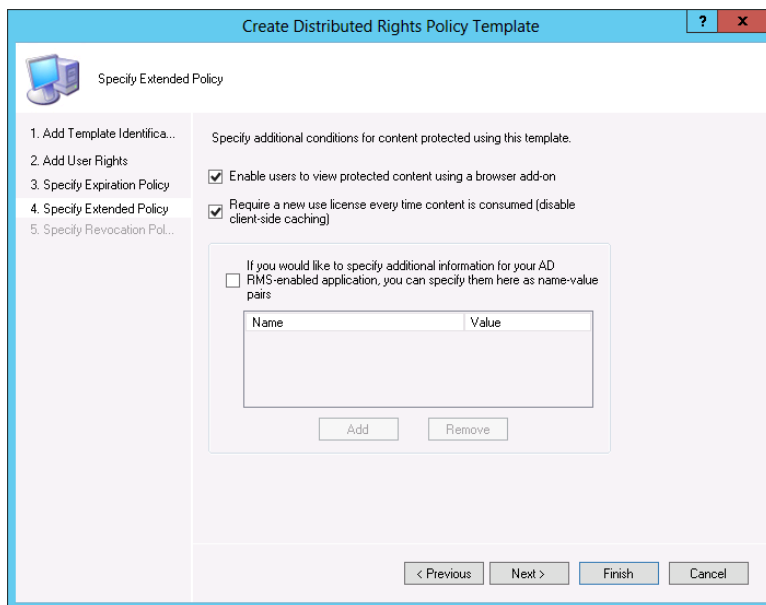 Create Distributed Rights Policy Template
?
x
Specify Extended Policy
1. Add Template Identifica...
2. Add User Rights
3. Specify Expiration Policy
4. Specify Extended Policy
5. Specify Revocation Pol...
Specify additional conditions for content protected using this template.
Enable users to view protected content using a browser add-on
Require a new use license every time content is consumed (disable
client-side caching)
If you would like to specify additional information for your AD
RMS-enabled application, you can specify them here as name-value
pairs
Name Value
Add Remove
< Previous Next > Finish Cancel